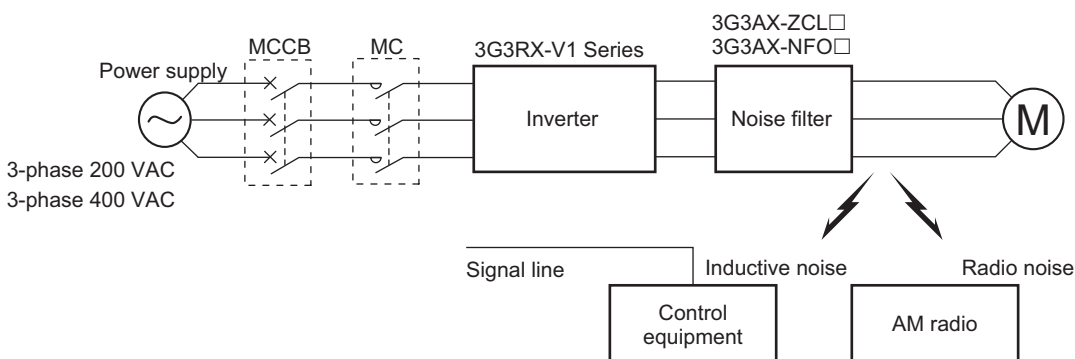 3G3AX-ZCL□
3G3AX-NFO□
MCCB
MC
3G3RX-V1 Series
Power supply
Inverter
Noise filter
M
3-phase 200 VAC
3-phase 400 VAC
Signal line
Inductive noise
Radio noise
Control
equipment
AM radio